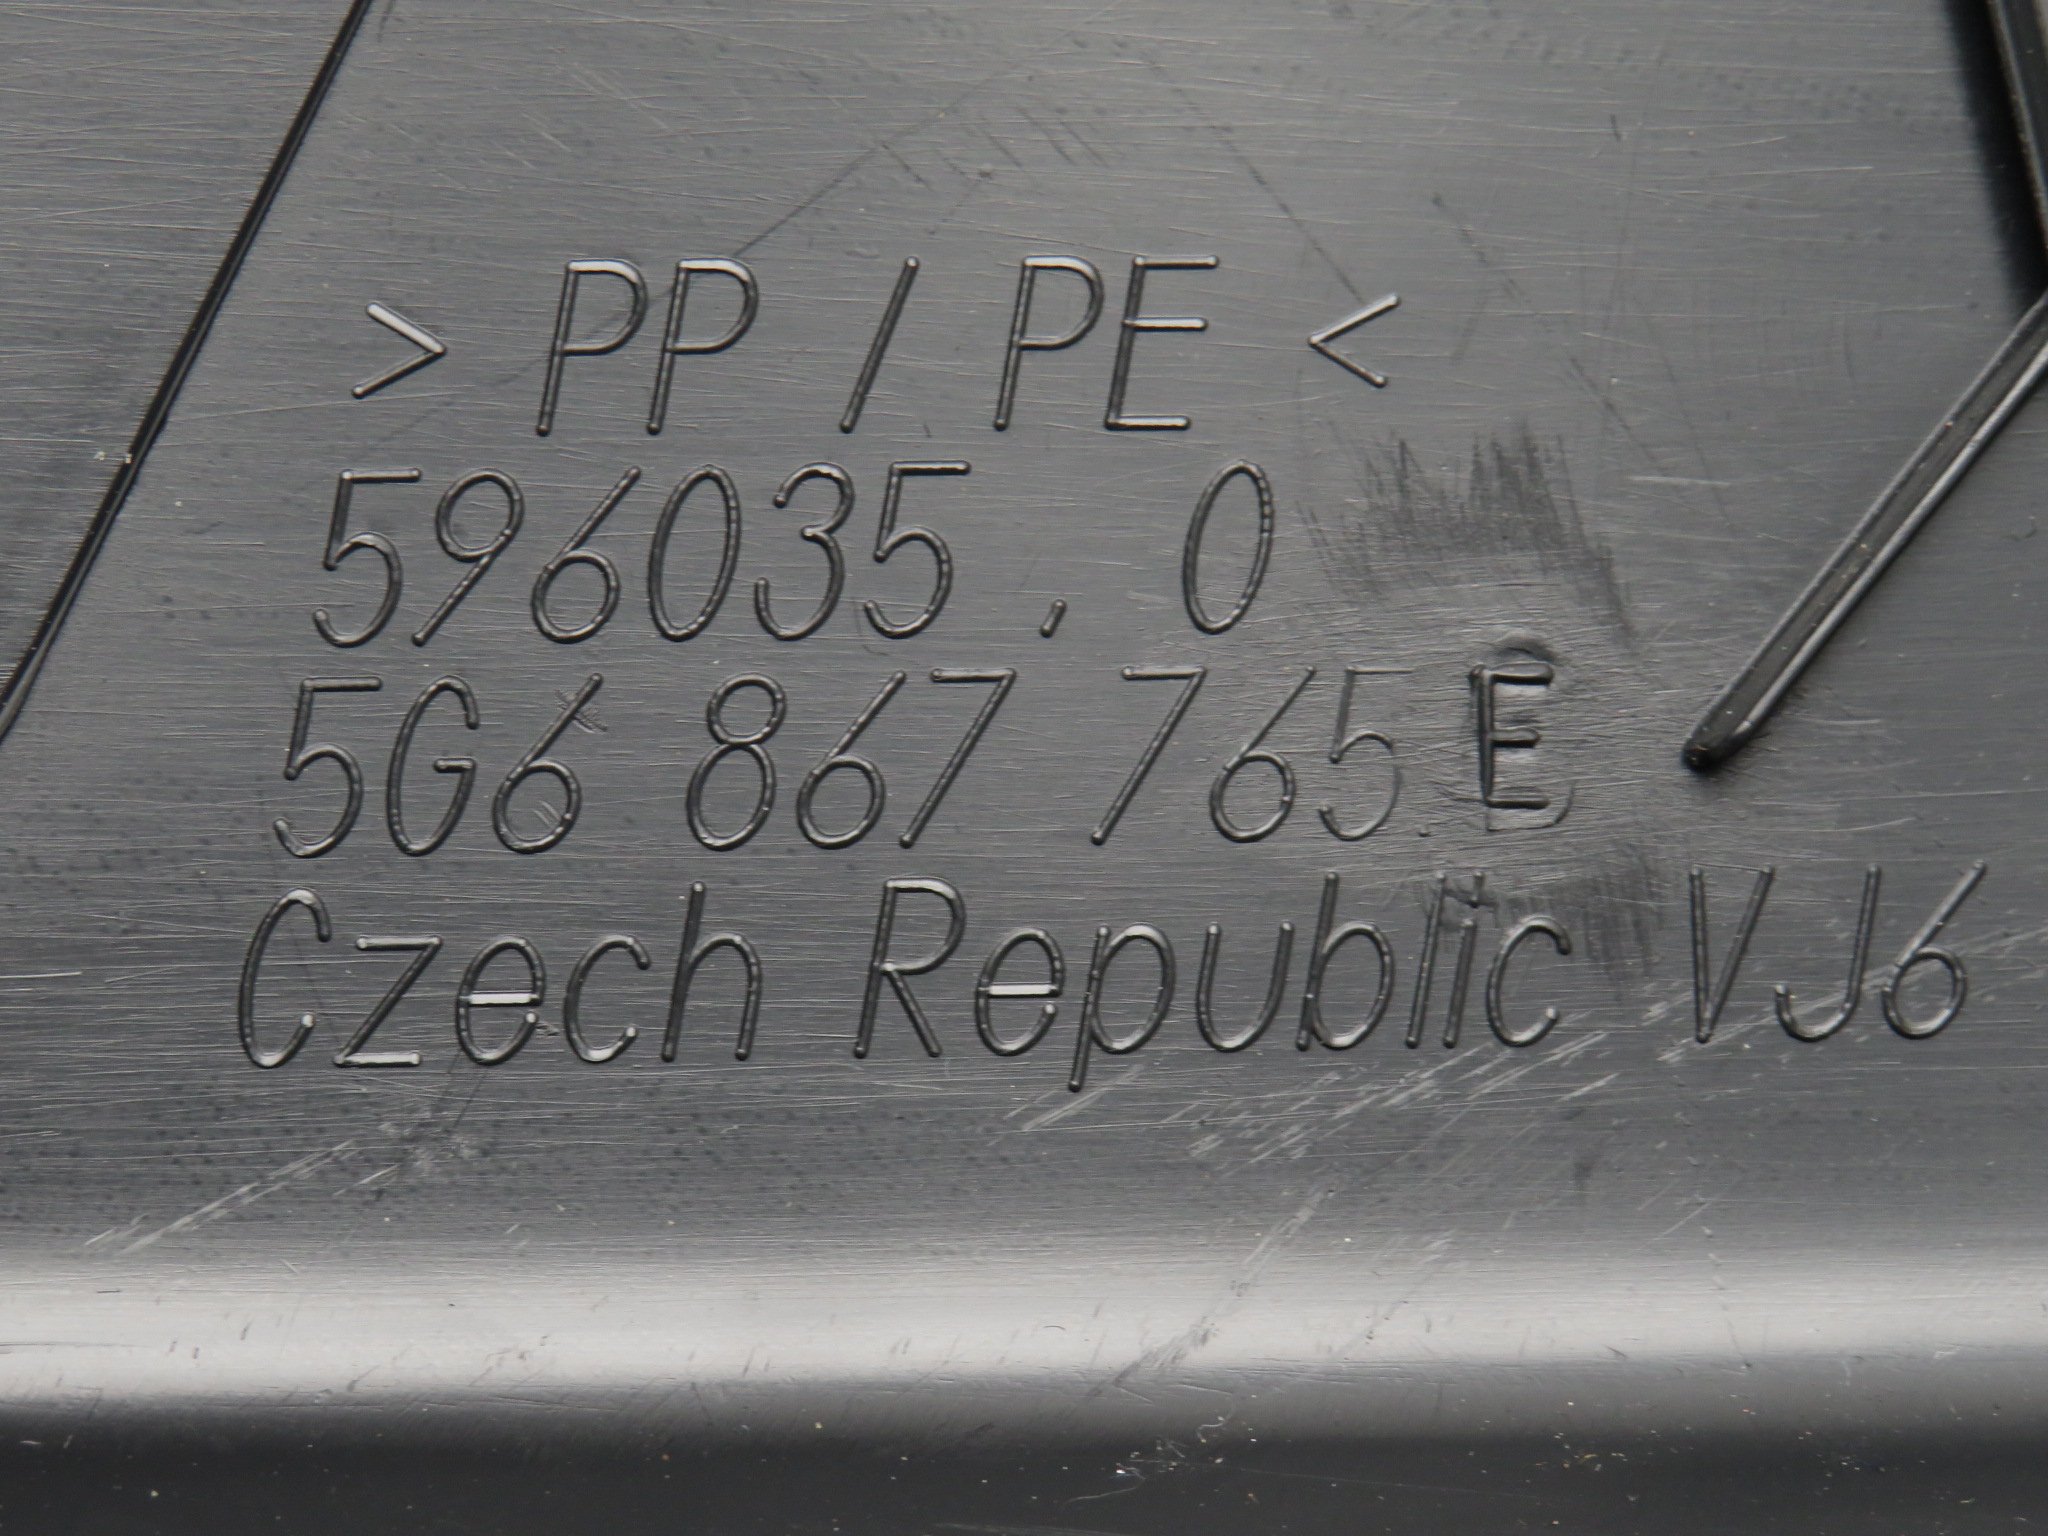 > PP / PE <
596035 . 0
5G6 867 765.E
Czech Republic VJ6